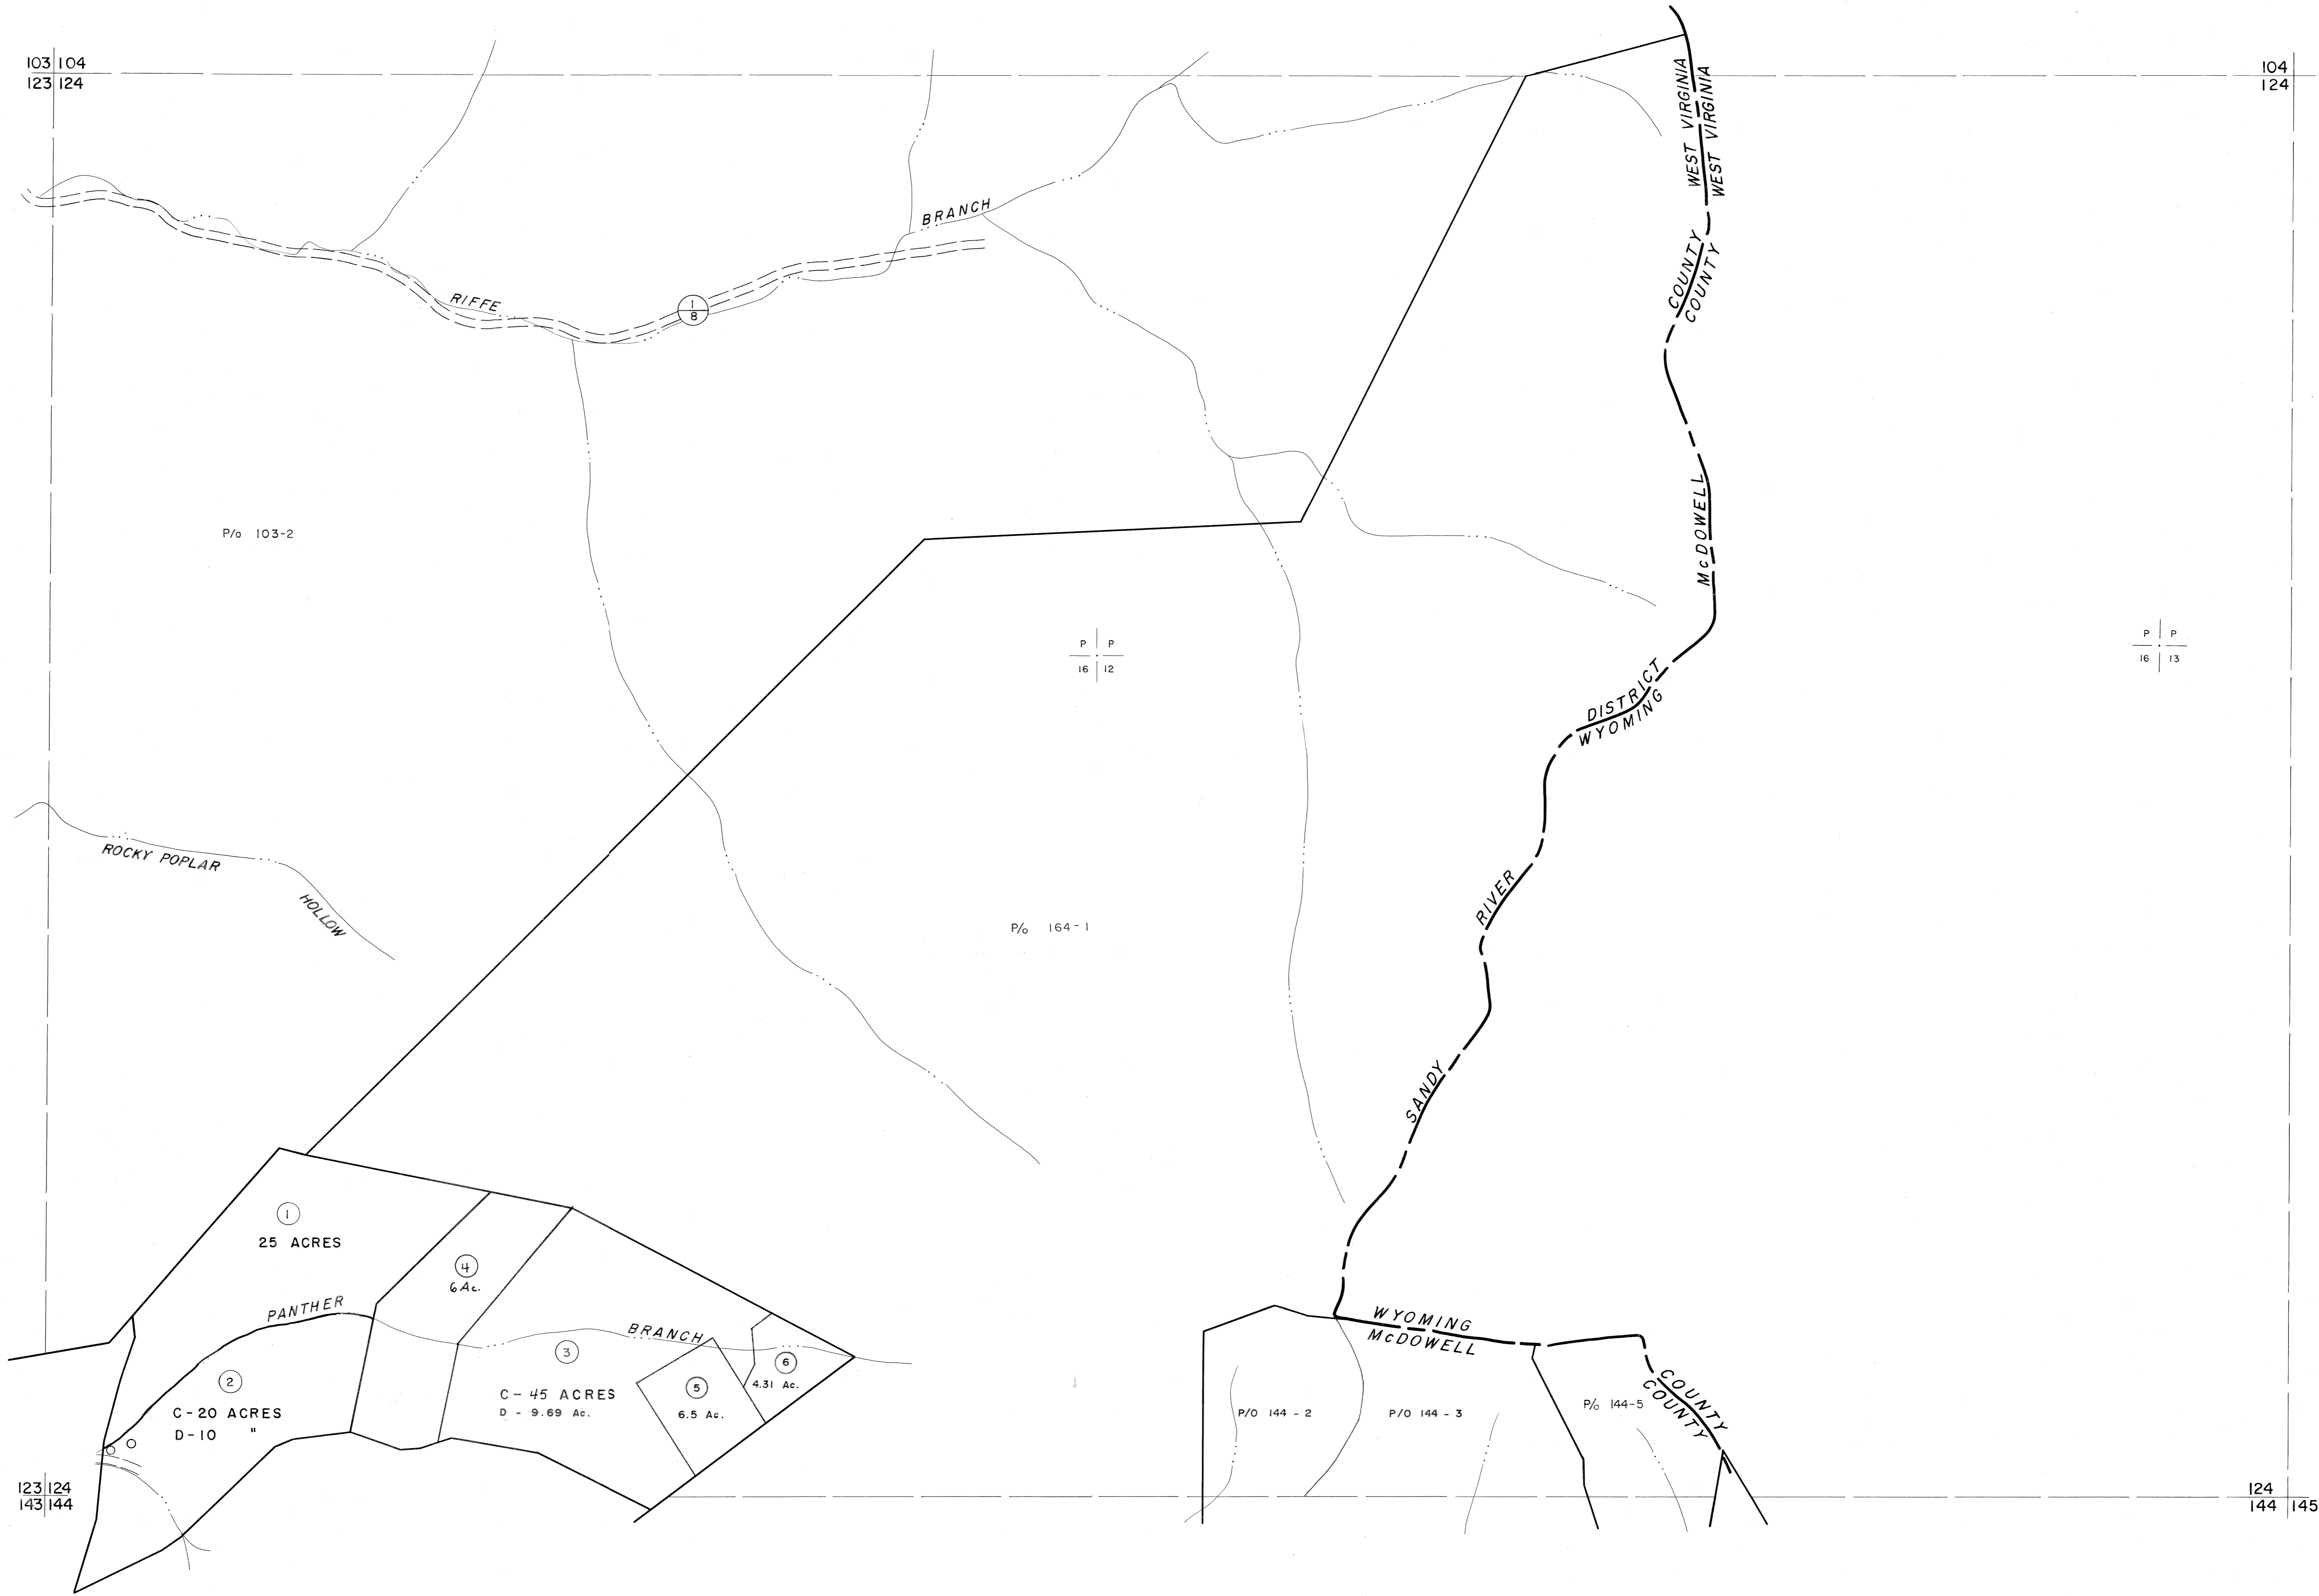 103 104
123 124
104
124
WEST VIRGINIA
WEST VIRGINIA
BRANCH
COUNTY
COUNTY
RIFFE
1
8
McDOWELL
P/o 103-2
P P
16 12
P P
16 13
DISTRICT
WYOMING
ROCKY POPLAR
HOLLOW
RIVER
P/o 164-1
SANDY
1
25 ACRES
4
6 Ac.
PANTHER
BRANCH
WYOMING
McDOWELL
2
C-20 ACRES
D-10 "
3
C-45 ACRES
D - 9.69 Ac.
5
6.5 Ac.
6
4.31 Ac.
P/O 144 - 2
P/O 144 - 3
P/o 144-5
COUNTY
COUNTY
123 124
143 144
124
144 145